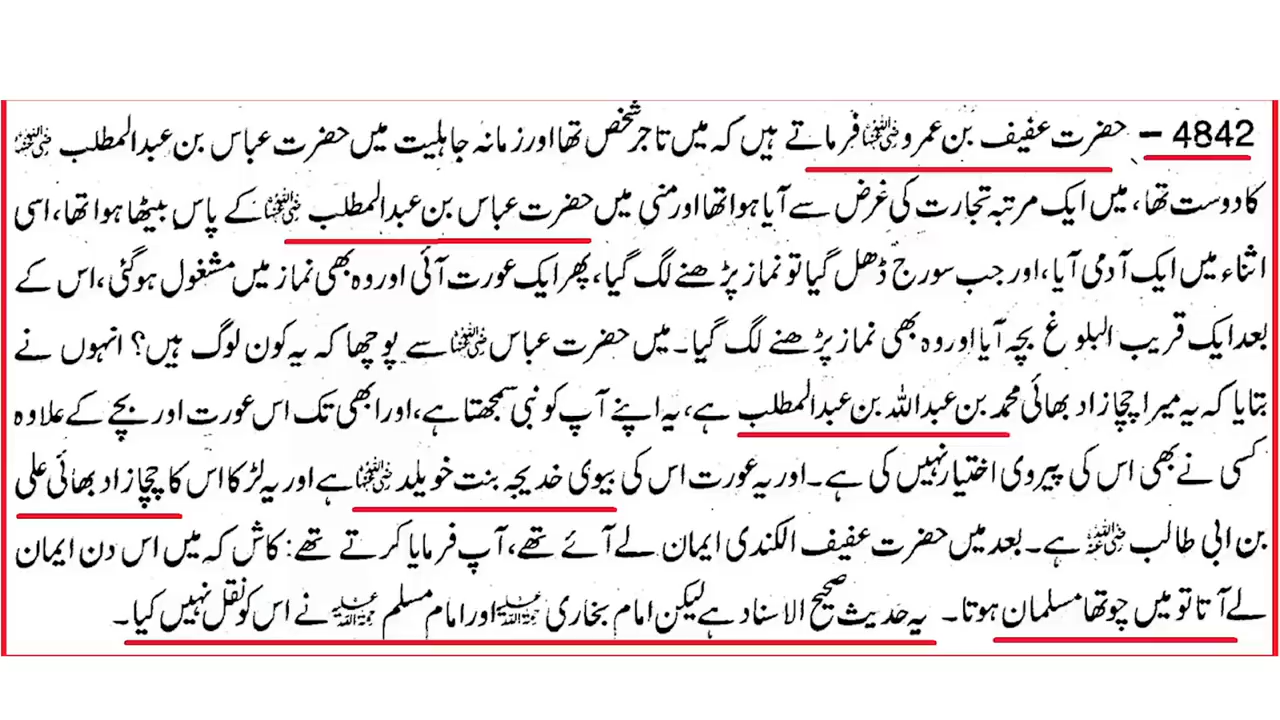 4842 – حضرت عفیف بن عمرو رضی اللہ عنہ فرماتے ہیں کہ میں تاجر شخص تھا اور زمانہ جاہلیت میں حضرت عباس بن عبدالمطلب رضی اللہ عنہ
کا دوست تھا، میں ایک مرتبہ تجارت کی غرض سے آیا ہوا تھا اور منی میں حضرت عباس بن عبدالمطلب رضی اللہ عنہ کے پاس بیٹھا ہوا تھا، اسی
اثناء میں ایک آدمی آیا، اور جب سورج ڈھل گیا تو نماز پڑھنے لگ گیا، پھر ایک عورت آئی اور وہ بھی نماز میں مشغول ہوگئی، اس کے
بعد ایک قریب البلوغ بچہ آیا اور وہ بھی نماز پڑھنے لگ گیا۔ میں حضرت عباس رضی اللہ عنہ سے پوچھا کہ یہ کون لوگ ہیں؟ انہوں نے
بتایا کہ یہ میرا چچازاد بھائی محمد بن عبداللہ بن عبدالمطلب ہے، یہ اپنے آپ کو نبی سمجھتا ہے، اور ابھی تک اس عورت اور بچے کے علاوہ
کسی نے بھی اس کی پیروی اختیار نہیں کی ہے۔ اور یہ عورت اس کی بیوی خدیجہ بنت خویلد رضی اللہ عنہا ہے اور یہ لڑکا اس کا چچازاد بھائی علی
بن ابی طالب رضی اللہ عنہ ہے۔ بعد میں حضرت عفیف الکندی ایمان لے آئے تھے، آپ فرمایا کرتے تھے: کاش کہ میں اس دن ایمان
لے آتا تو میں چوتھا مسلمان ہوتا۔ یہ حدیث صحیح الاسناد ہے لیکن امام بخاری رحمۃ اللہ علیہ اور امام مسلم رحمۃ اللہ علیہ نے اس کو نقل نہیں کیا۔